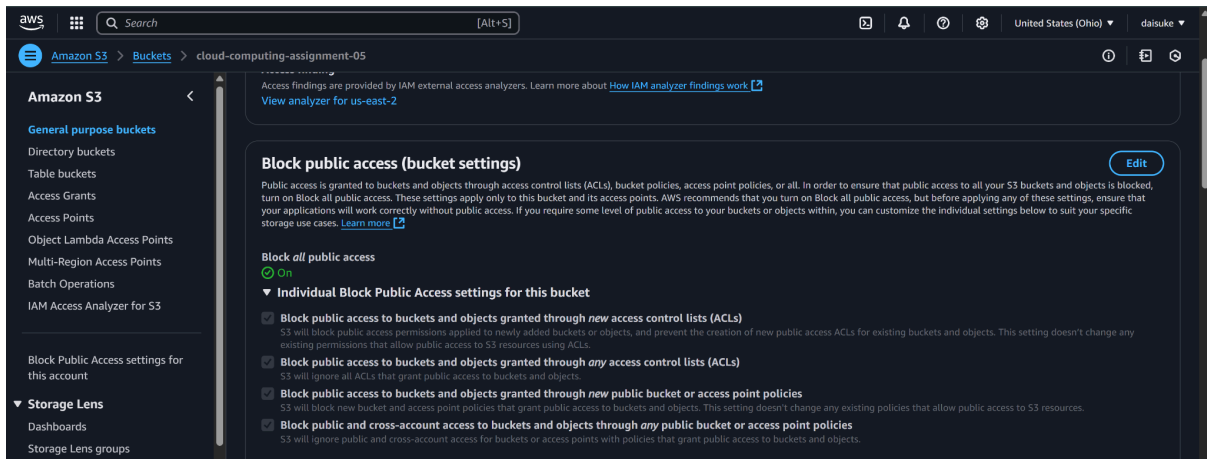 aws
Search
[Alt+S]
United States (Ohio)
daisuke
Amazon S3 > Buckets > cloud-computing-assignment-05
Amazon S3
General purpose buckets
Directory buckets
Table buckets
Access Grants
Access Points
Object Lambda Access Points
Multi-Region Access Points
Batch Operations
IAM Access Analyzer for S3
Block Public Access settings for
this account
Storage Lens
Dashboards
Storage Lens groups
Access findings are provided by IAM external access analyzers. Learn more about How IAM analyzer findings work
View analyzer for us-east-2
Block public access (bucket settings)
Edit
Public access is granted to buckets and objects through access control lists (ACLs), bucket policies, access point policies, or all. In order to ensure that public access to all your S3 buckets and objects is blocked,
turn on Block all public access. These settings apply only to this bucket and its access points. AWS recommends that you turn on Block all public access, but before applying any of these settings, ensure that
your applications will work correctly without public access. If you require some level of public access to your buckets or objects within, you can customize the individual settings below to suit your specific
storage use cases. Learn more
Block all public access
On
Individual Block Public Access settings for this bucket
Block public access to buckets and objects granted through new access control lists (ACLs)
S3 will block public access permissions applied to newly added buckets or objects, and prevent the creation of new public access ACLs for existing buckets and objects. This setting doesn't change any
existing permissions that allow public access to S3 resources using ACLs.
Block public access to buckets and objects granted through any access control lists (ACLs)
S3 will ignore all ACLs that grant public access to buckets and objects.
Block public access to buckets and objects granted through new public bucket or access point policies
S3 will block new bucket and access point policies that grant public access to buckets and objects. This setting doesn't change any existing policies that allow public access to S3 resources.
Block public and cross-account access to buckets and objects through any public bucket or access point policies
S3 will ignore public and cross-account access for buckets or access points with policies that grant public access to buckets and objects.